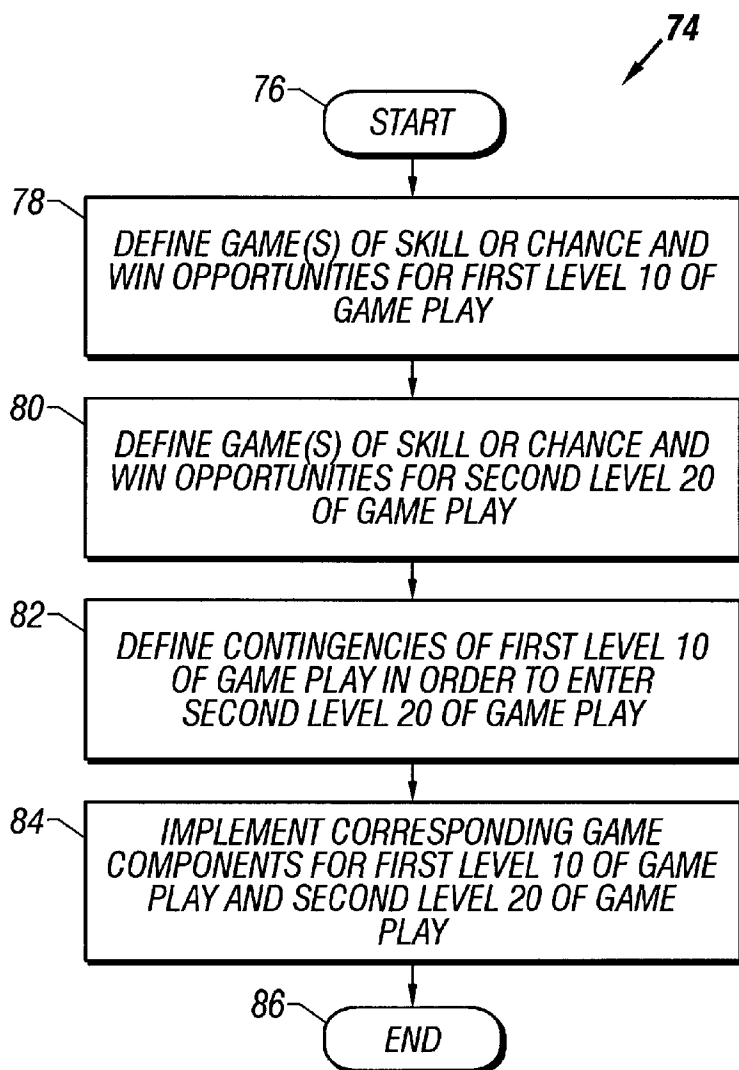 74
76
START
78
DEFINE GAME(S) OF SKILL OR CHANCE AND
WIN OPPORTUNITIES FOR FIRST LEVEL 10 OF
GAME PLAY
80
DEFINE GAME(S) OF SKILL OR CHANCE AND
WIN OPPORTUNITIES FOR SECOND LEVEL 20
OF GAME PLAY
82
DEFINE CONTINGENCIES OF FIRST LEVEL 10
OF GAME PLAY IN ORDER TO ENTER
SECOND LEVEL 20 OF GAME PLAY
84
IMPLEMENT CORRESPONDING GAME
COMPONENTS FOR FIRST LEVEL 10 OF GAME
PLAY AND SECOND LEVEL 20 OF GAME
PLAY
86
END